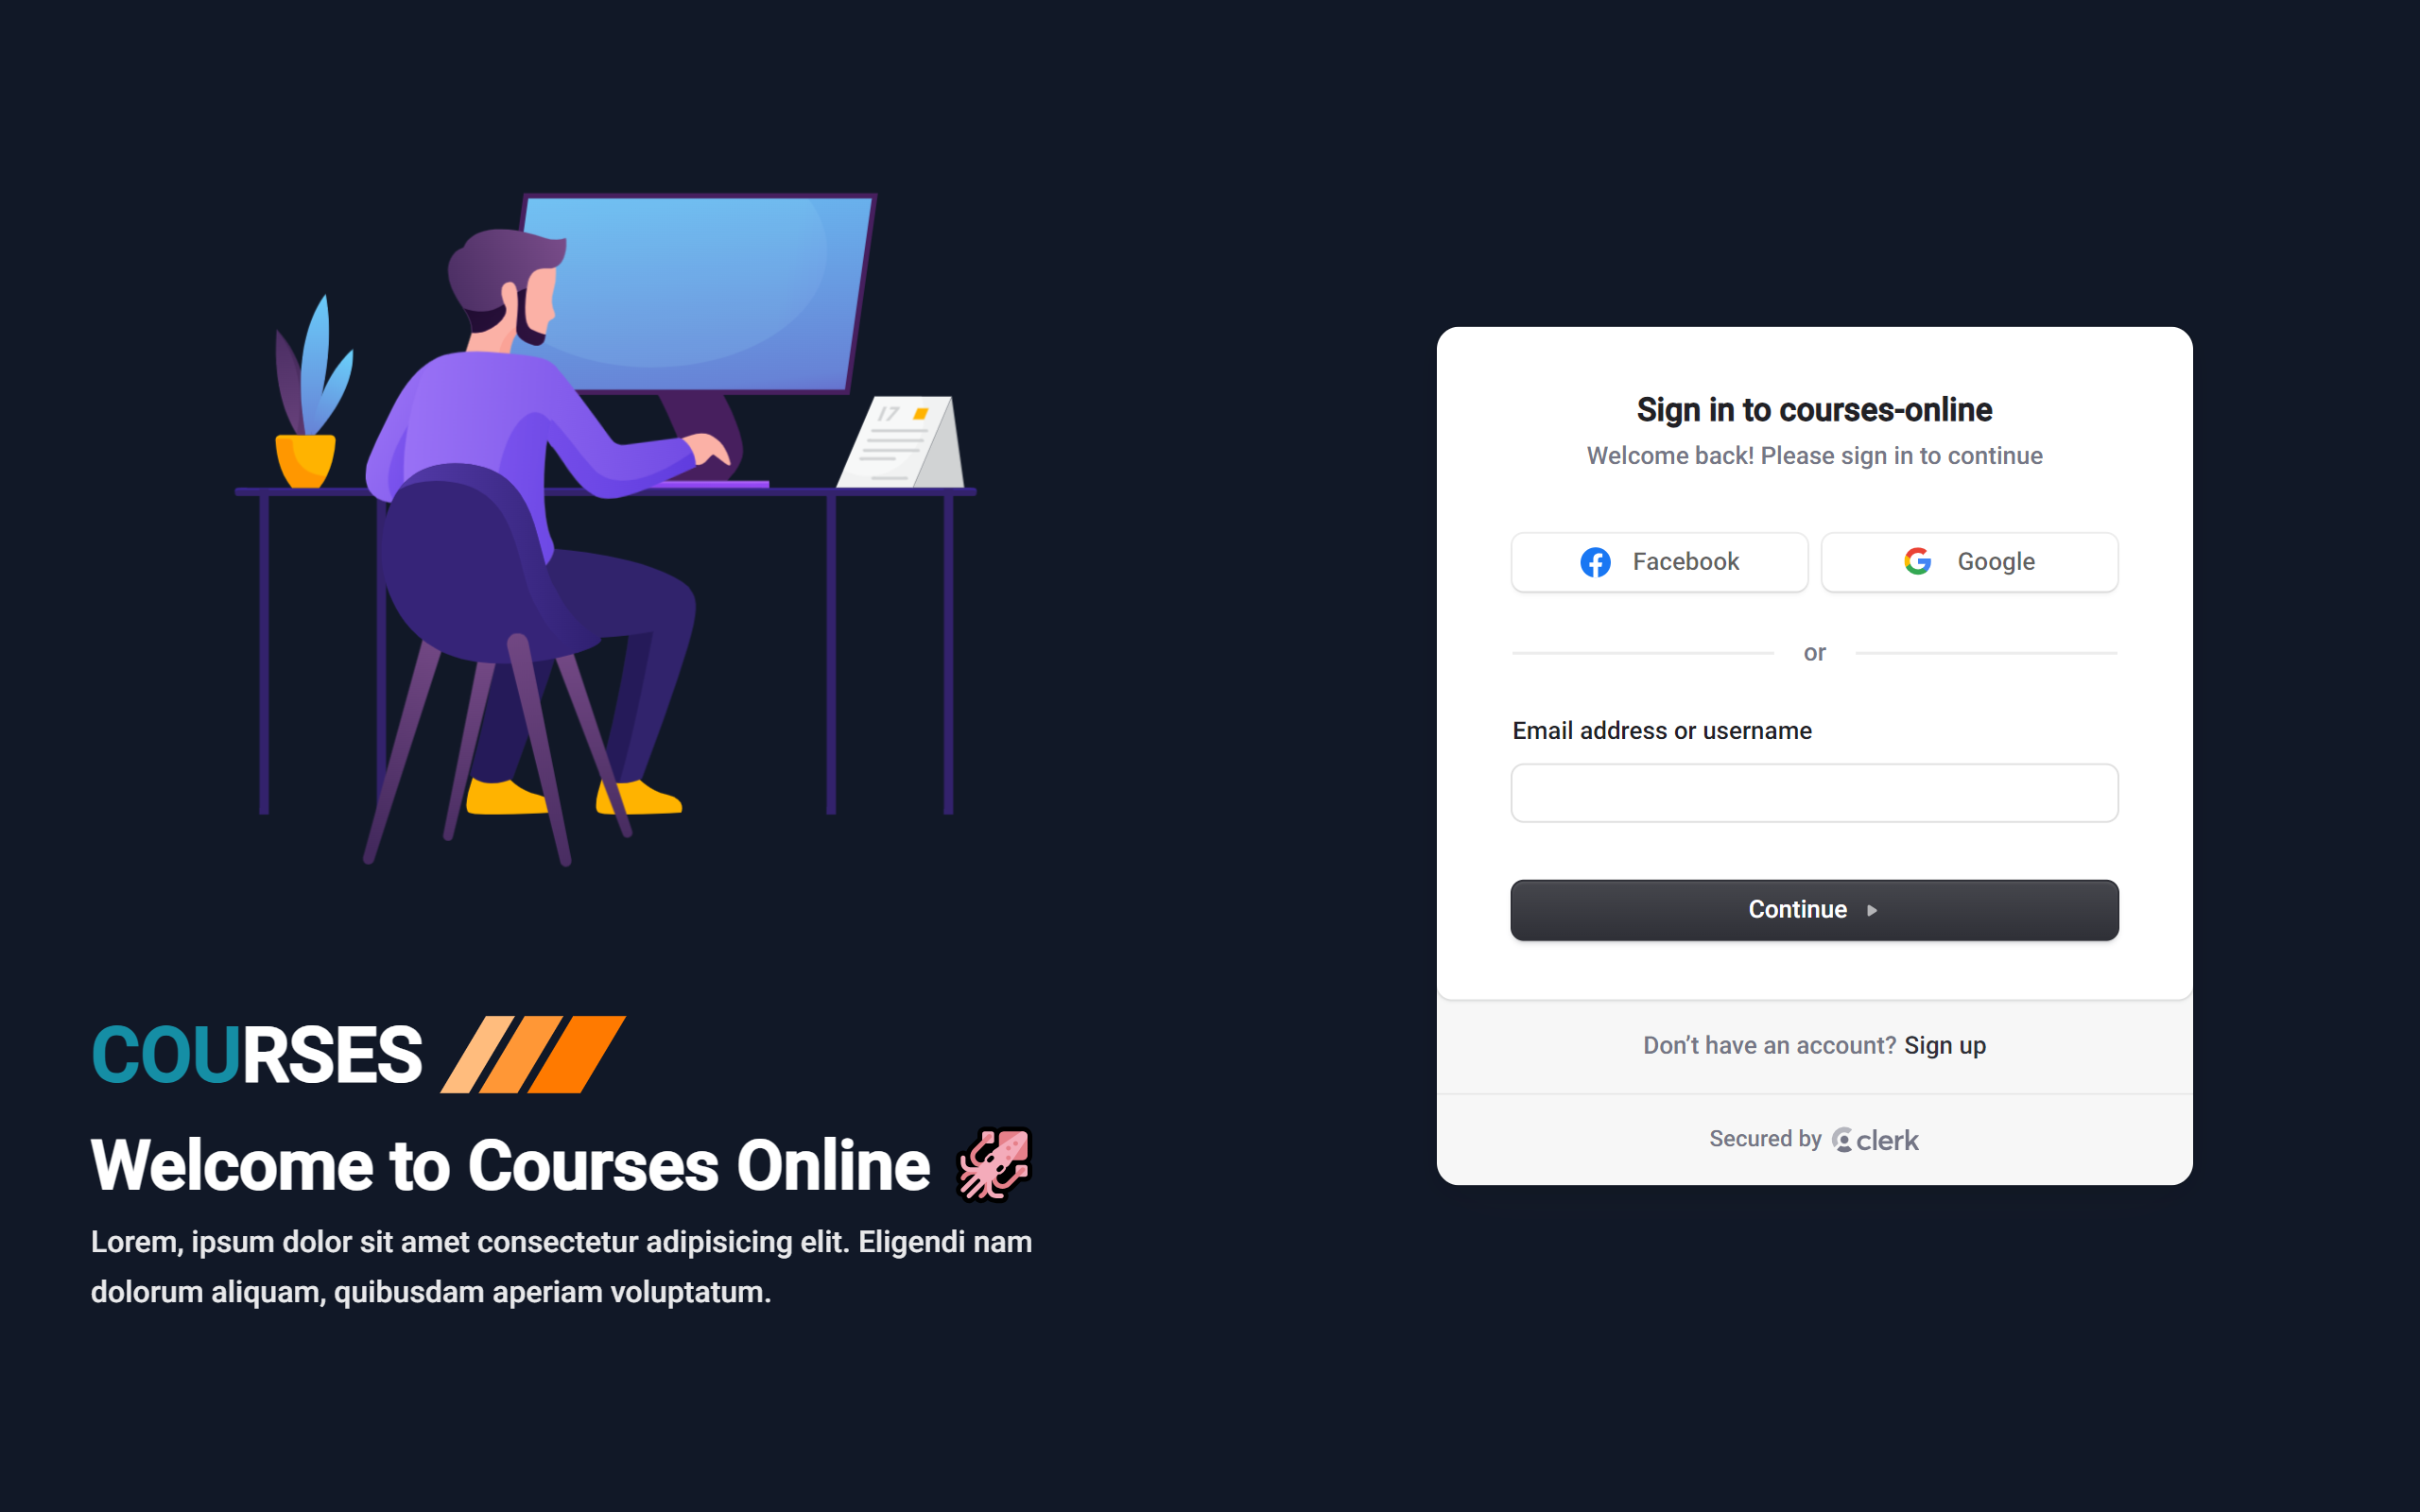 17
COURSES
Welcome to Courses Online
Lorem, ipsum dolor sit amet consectetur adipisicing elit. Eligendi nam
dolorum aliquam, quibusdam aperiam voluptatum.
Sign in to courses-online
Welcome back! Please sign in to continue
Facebook
Google
or
Email address or username
Continue
Don’t have an account? Sign up
Secured by clerk